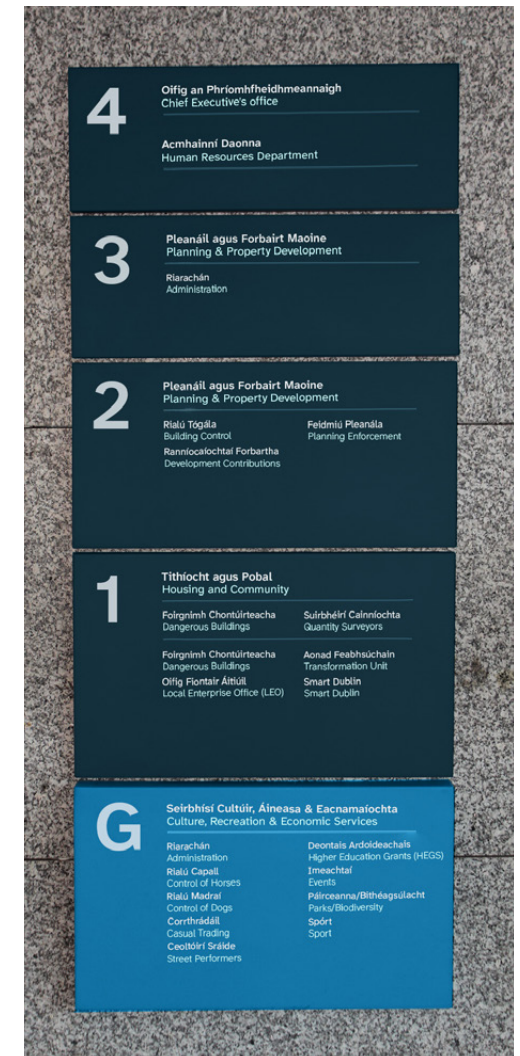 4
Oifig an Phríomhfheidhmeannaigh
Chief Executive's office
Acmhainní Daonna
Human Resources Department
3
Pleanáil agus Forbairt Maoine
Planning & Property Development
Riarachán
Administration
2
Pleanáil agus Forbairt Maoine
Planning & Property Development
Rialú Tógála
Building Control
Ranníocaíochtaí Forbartha
Development Contributions
Feidmiú Pleanála
Planning Enforcement
1
Tithíocht agus Pobal
Housing and Community
Foirgnimh Chontúirteacha
Dangerous Buildings
Suirbhéirí Cainníochta
Quantity Surveyors
Foirgnimh Chontúirteacha
Dangerous Buildings
Oifig Fiontair Áitiúil
Local Enterprise Office (LEO)
Aonad Feabhsúcháin
Transformation Unit
Smart Dublin
Smart Dublin
G
Seirbhísí Cultúir, Áineasa & Eacnamaíochta
Culture, Recreation & Economic Services
Riarachán
Administration
Rialú Capall
Control of Horses
Rialú Madraí
Control of Dogs
Corrthrádáil
Casual Trading
Ceoltóirí Sráide
Street Performers
Deontais Ardoideachais
Higher Education Grants (HEGS)
Imeachtaí
Events
Páirceanna/Bithéagsúlacht
Parks/Biodiversity
Spórt
Sport